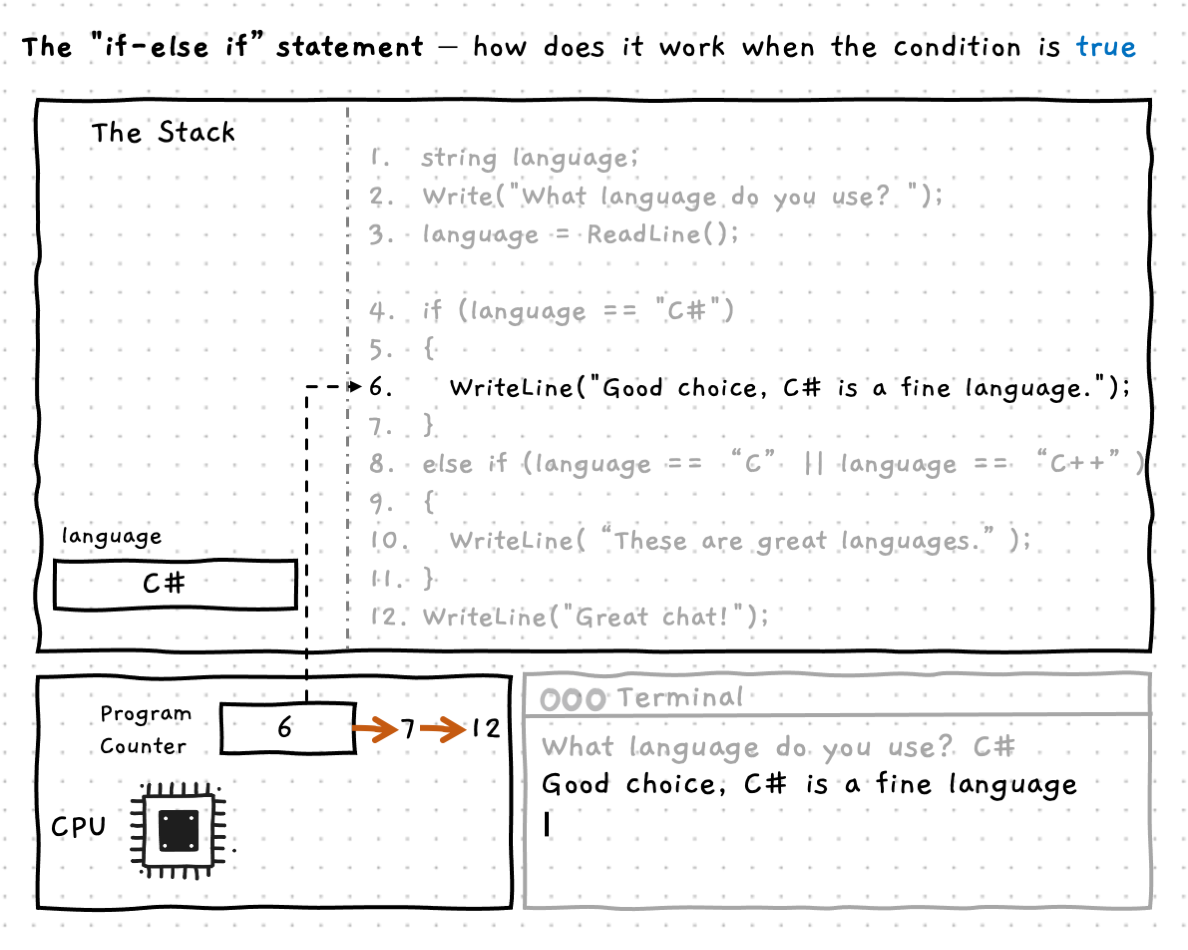 The "if-else if” statement – how does it work when the condition is true
The Stack
1. string language;
2. Write("What language do you use? ");
3. language = ReadLine();
4. if (language == "C#")
5. {
6. WriteLine("Good choice, C# is a fine language.");
7. }
8. else if (language == “C” || language == “C++” )
9. {
10. WriteLine( “These are great languages.” );
11. }
12. WriteLine("Great chat!");
language
C#
Program
Counter
6 7 12
CPU
Terminal
What language do you use? C#
Good choice, C# is a fine language